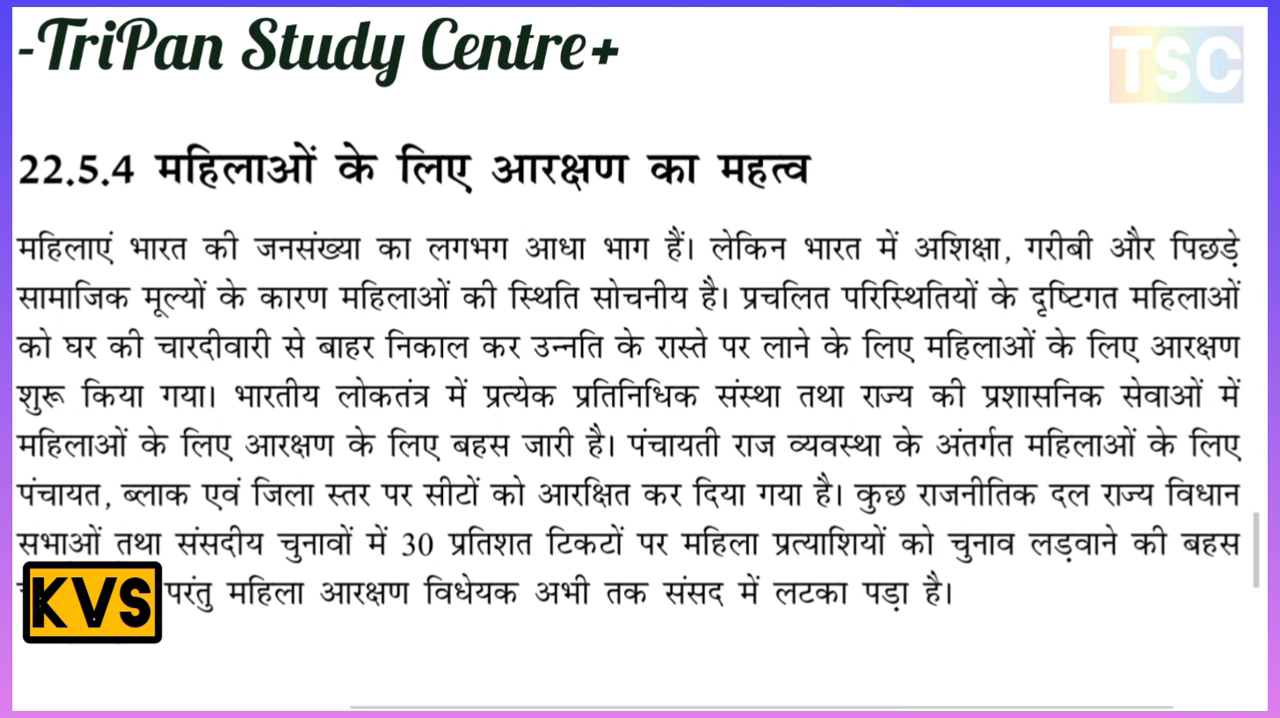 -TriPan Study Centre+
TSC
22.5.4 महिलाओं के लिए आरक्षण का महत्व
महिलाएं भारत की जनसंख्या का लगभग आधा भाग हैं। लेकिन भारत में अशिक्षा, गरीबी और पिछड़े
सामाजिक मूल्यों के कारण महिलाओं की स्थिति सोचनीय है। प्रचलित परिस्थितियों के दृष्टिगत महिलाओं
को घर की चारदीवारी से बाहर निकाल कर उन्नति के रास्ते पर लाने के लिए महिलाओं के लिए आरक्षण
शुरू किया गया। भारतीय लोकतंत्र में प्रत्येक प्रतिनिधिक संस्था तथा राज्य की प्रशासनिक सेवाओं में
महिलाओं के लिए आरक्षण के लिए बहस जारी है। पंचायती राज व्यवस्था के अंतर्गत महिलाओं के लिए
पंचायत, ब्लाक एवं जिला स्तर पर सीटों को आरक्षित कर दिया गया है। कुछ राजनीतिक दल राज्य विधान
सभाओं तथा संसदीय चुनावों में 30 प्रतिशत टिकटों पर महिला प्रत्याशियों को चुनाव लड़वाने की बहस
परंतु महिला आरक्षण विधेयक अभी तक संसद में लटका पड़ा है।
KVS